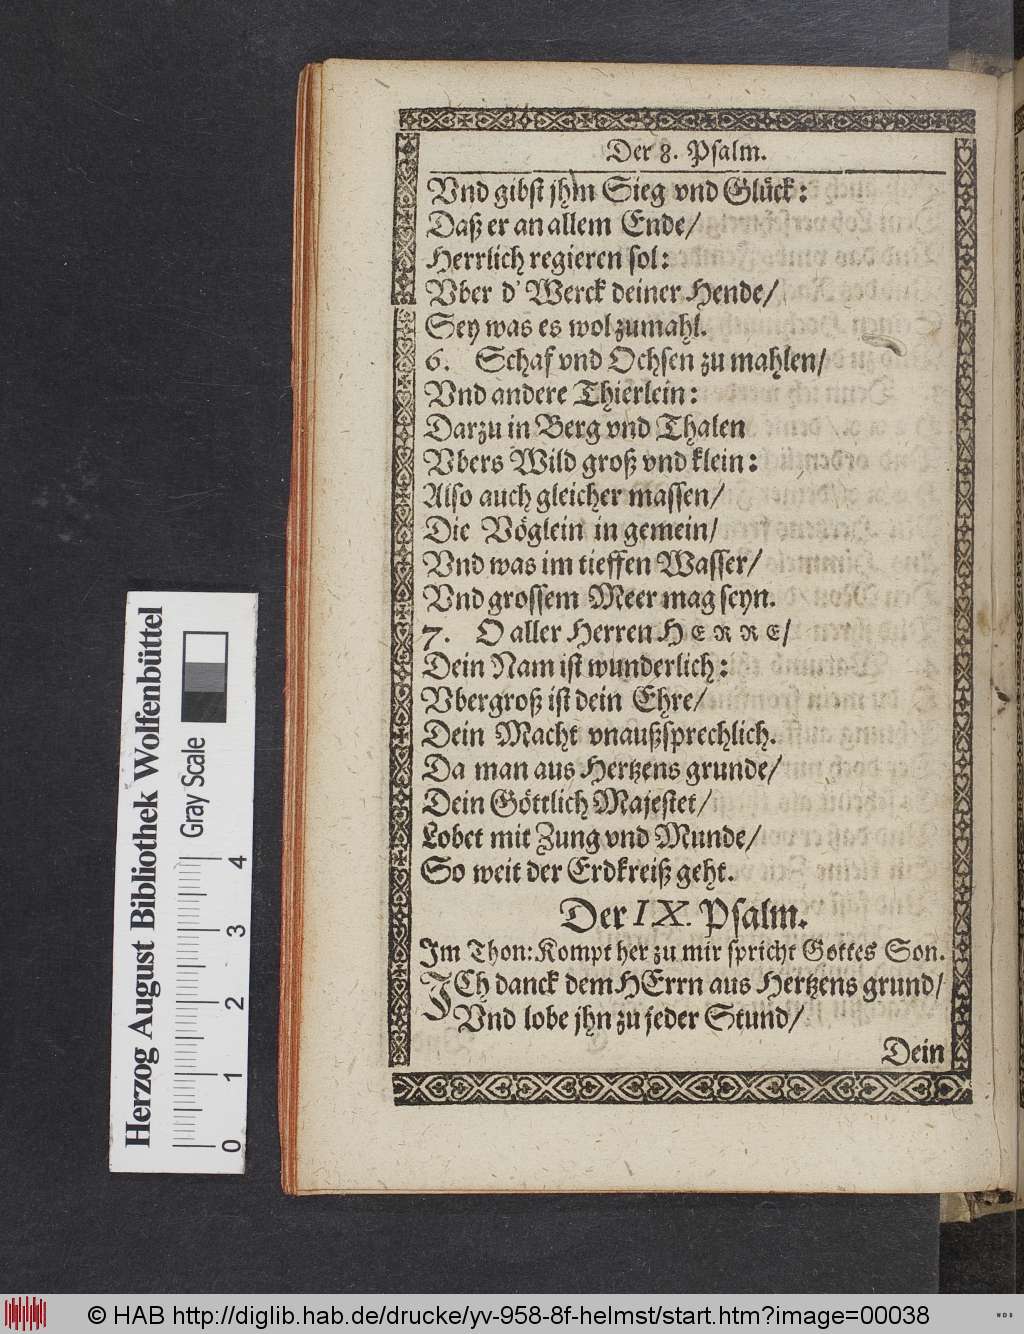 Der 8. Psalm.
Vnd gibst jhm Sieg vnd Glück:
Daß er an allem Ende/
Herrlich regieren sol:
Vber d' Werck deiner Hende/
Sey was es wol zumahl.
6. Schaf vnd Ochsen zu mahlen/
Vnd andere Thierlein:
Darzu in Berg vnd Thalen
Vbers Wild groß vnd klein:
Also auch gleicher massen/
Die Vöglein in gemein/
Vnd was im tieffen Wasser/
Vnd grossem Meer mag seyn.
7. O aller Herren HERRE/
Dein Nam ist wunderlich:
Vbergroß ist dein Ehre/
Dein Macht vnaußsprechlich.
Da man aus Hertzens grunde/
Dein Göttlich Majestet/
Lobet mit Zung vnd Munde/
So weit der Erdkreiß geht.
Der IX. Psalm.
Im Thon: Kompt her zu mir spricht Gottes Son.
ICh danck dem HErrn aus Hertzens grund/
Vnd lobe jhn zu jeder Stund/
Dein
Herzog August Bibliothek Wolfenbüttel
Gray Scale
0 1 2 3 4
© HAB http://diglib.hab.de/drucke/yv-958-8f-helmst/start.htm?image=00038